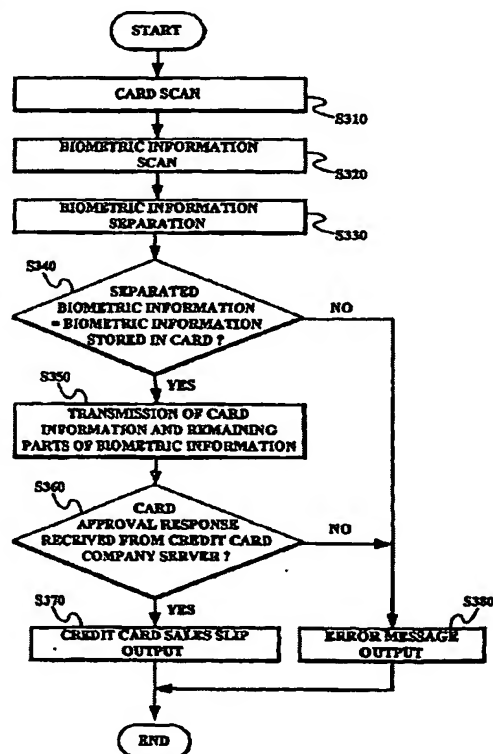 START
CARD SCAN
S310
BIOMETRIC INFORMATION
SCAN
S320
BIOMETRIC INFORMATION
SEPARATION
S330
S340
SEPARATED
BIOMETRIC INFORMATION
= BIOMETRIC INFORMATION
STORED IN CARD ?
NO
YES
S350
TRANSMISSION OF CARD
INFORMATION AND REMAINING
PARTS OF BIOMETRIC INFORMATION
S360
CARD
APPROVAL RESPONSE
RECEIVED FROM CREDIT CARD
COMPANY SERVER ?
NO
YES
S370
CREDIT CARD SALES SLIP
OUTPUT
S380
ERROR MESSAGE
OUTPUT
END